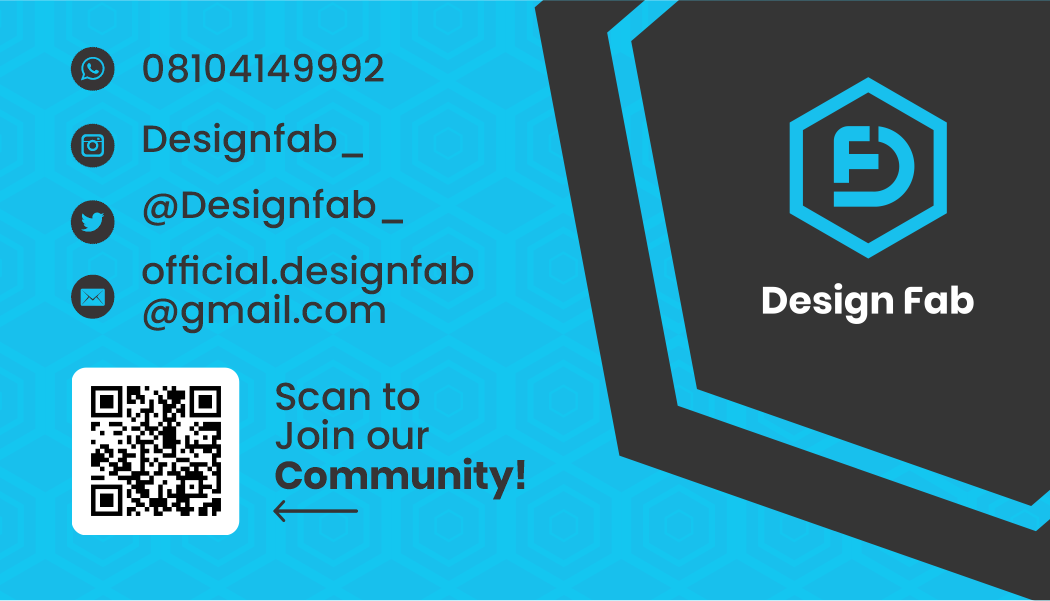 08104149992
Designfab_
@Designfab_
official.designfab
@gmail.com
Scan to
Join our
Community!
Design Fab